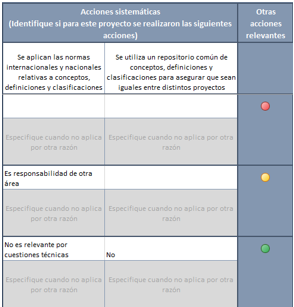 Acciones sistemáticas
(Identifique si para este proyecto se realizaron las siguientes
acciones)
Otras
acciones
relevantes
Se aplican las normas
internacionales y nacionales
relativas a conceptos,
definiciones y clasificaciones
Se utiliza un repositorio común de
conceptos, definiciones y
clasificaciones para asegurar que sean
iguales entre distintos proyectos
Especifique cuando no aplica
por otra razón
Especifique cuando no aplica por otra
razón
Es responsabilidad de otra
área
Especifique cuando no aplica
por otra razón
Especifique cuando no aplica por otra
razón
No es relevante por
cuestiones técnicas
No
Especifique cuando no aplica
por otra razón
Especifique cuando no aplica por otra
razón